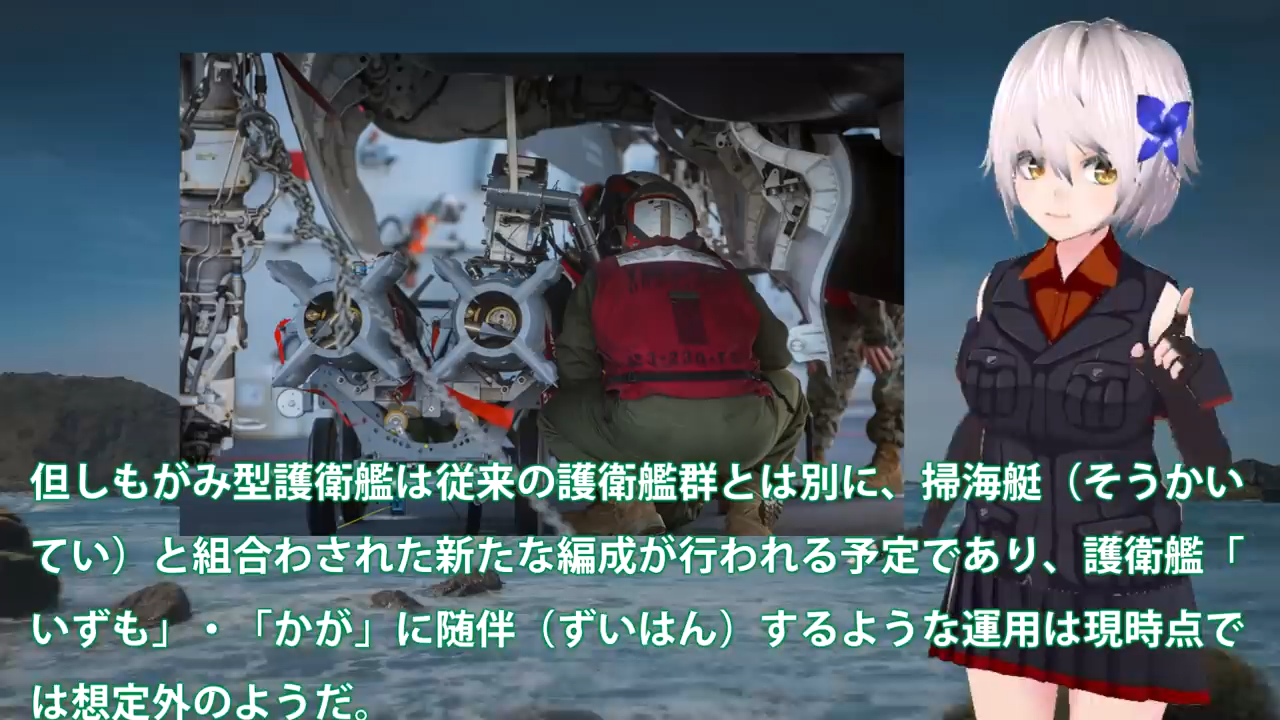 但しもがみ型護衛艦は従来の護衛艦群とは別に、掃海艇（そうかい
てい）と組合わされた新たな編成が行われる予定であり、護衛艦「
いずも」・「かが」に随伴（ずいはん）するような運用は現時点で
は想定外のようだ。